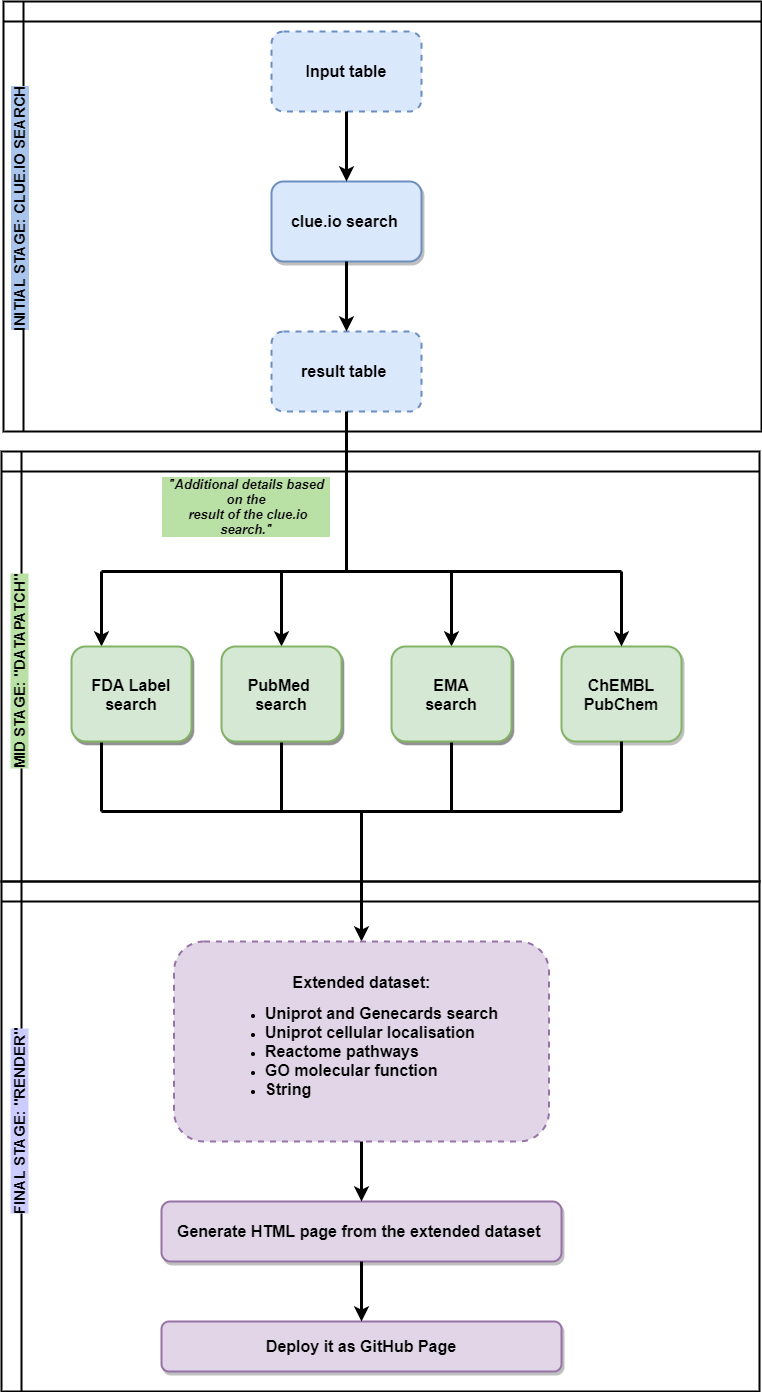 INITIAL STAGE: CLUE.IO SEARCH
Input table
clue.io search
result table
MID STAGE: "DATAPATCH"
"Additional details based
on the
result of the clue.io
search."
FDA Label
search
PubMed
search
EMA
search
ChEMBL
PubChem
FINAL STAGE: "RENDER"
Extended dataset:
• Uniprot and Genecards search
• Uniprot cellular localisation
• Reactome pathways
• GO molecular function
• String
Generate HTML page from the extended dataset
Deploy it as GitHub Page